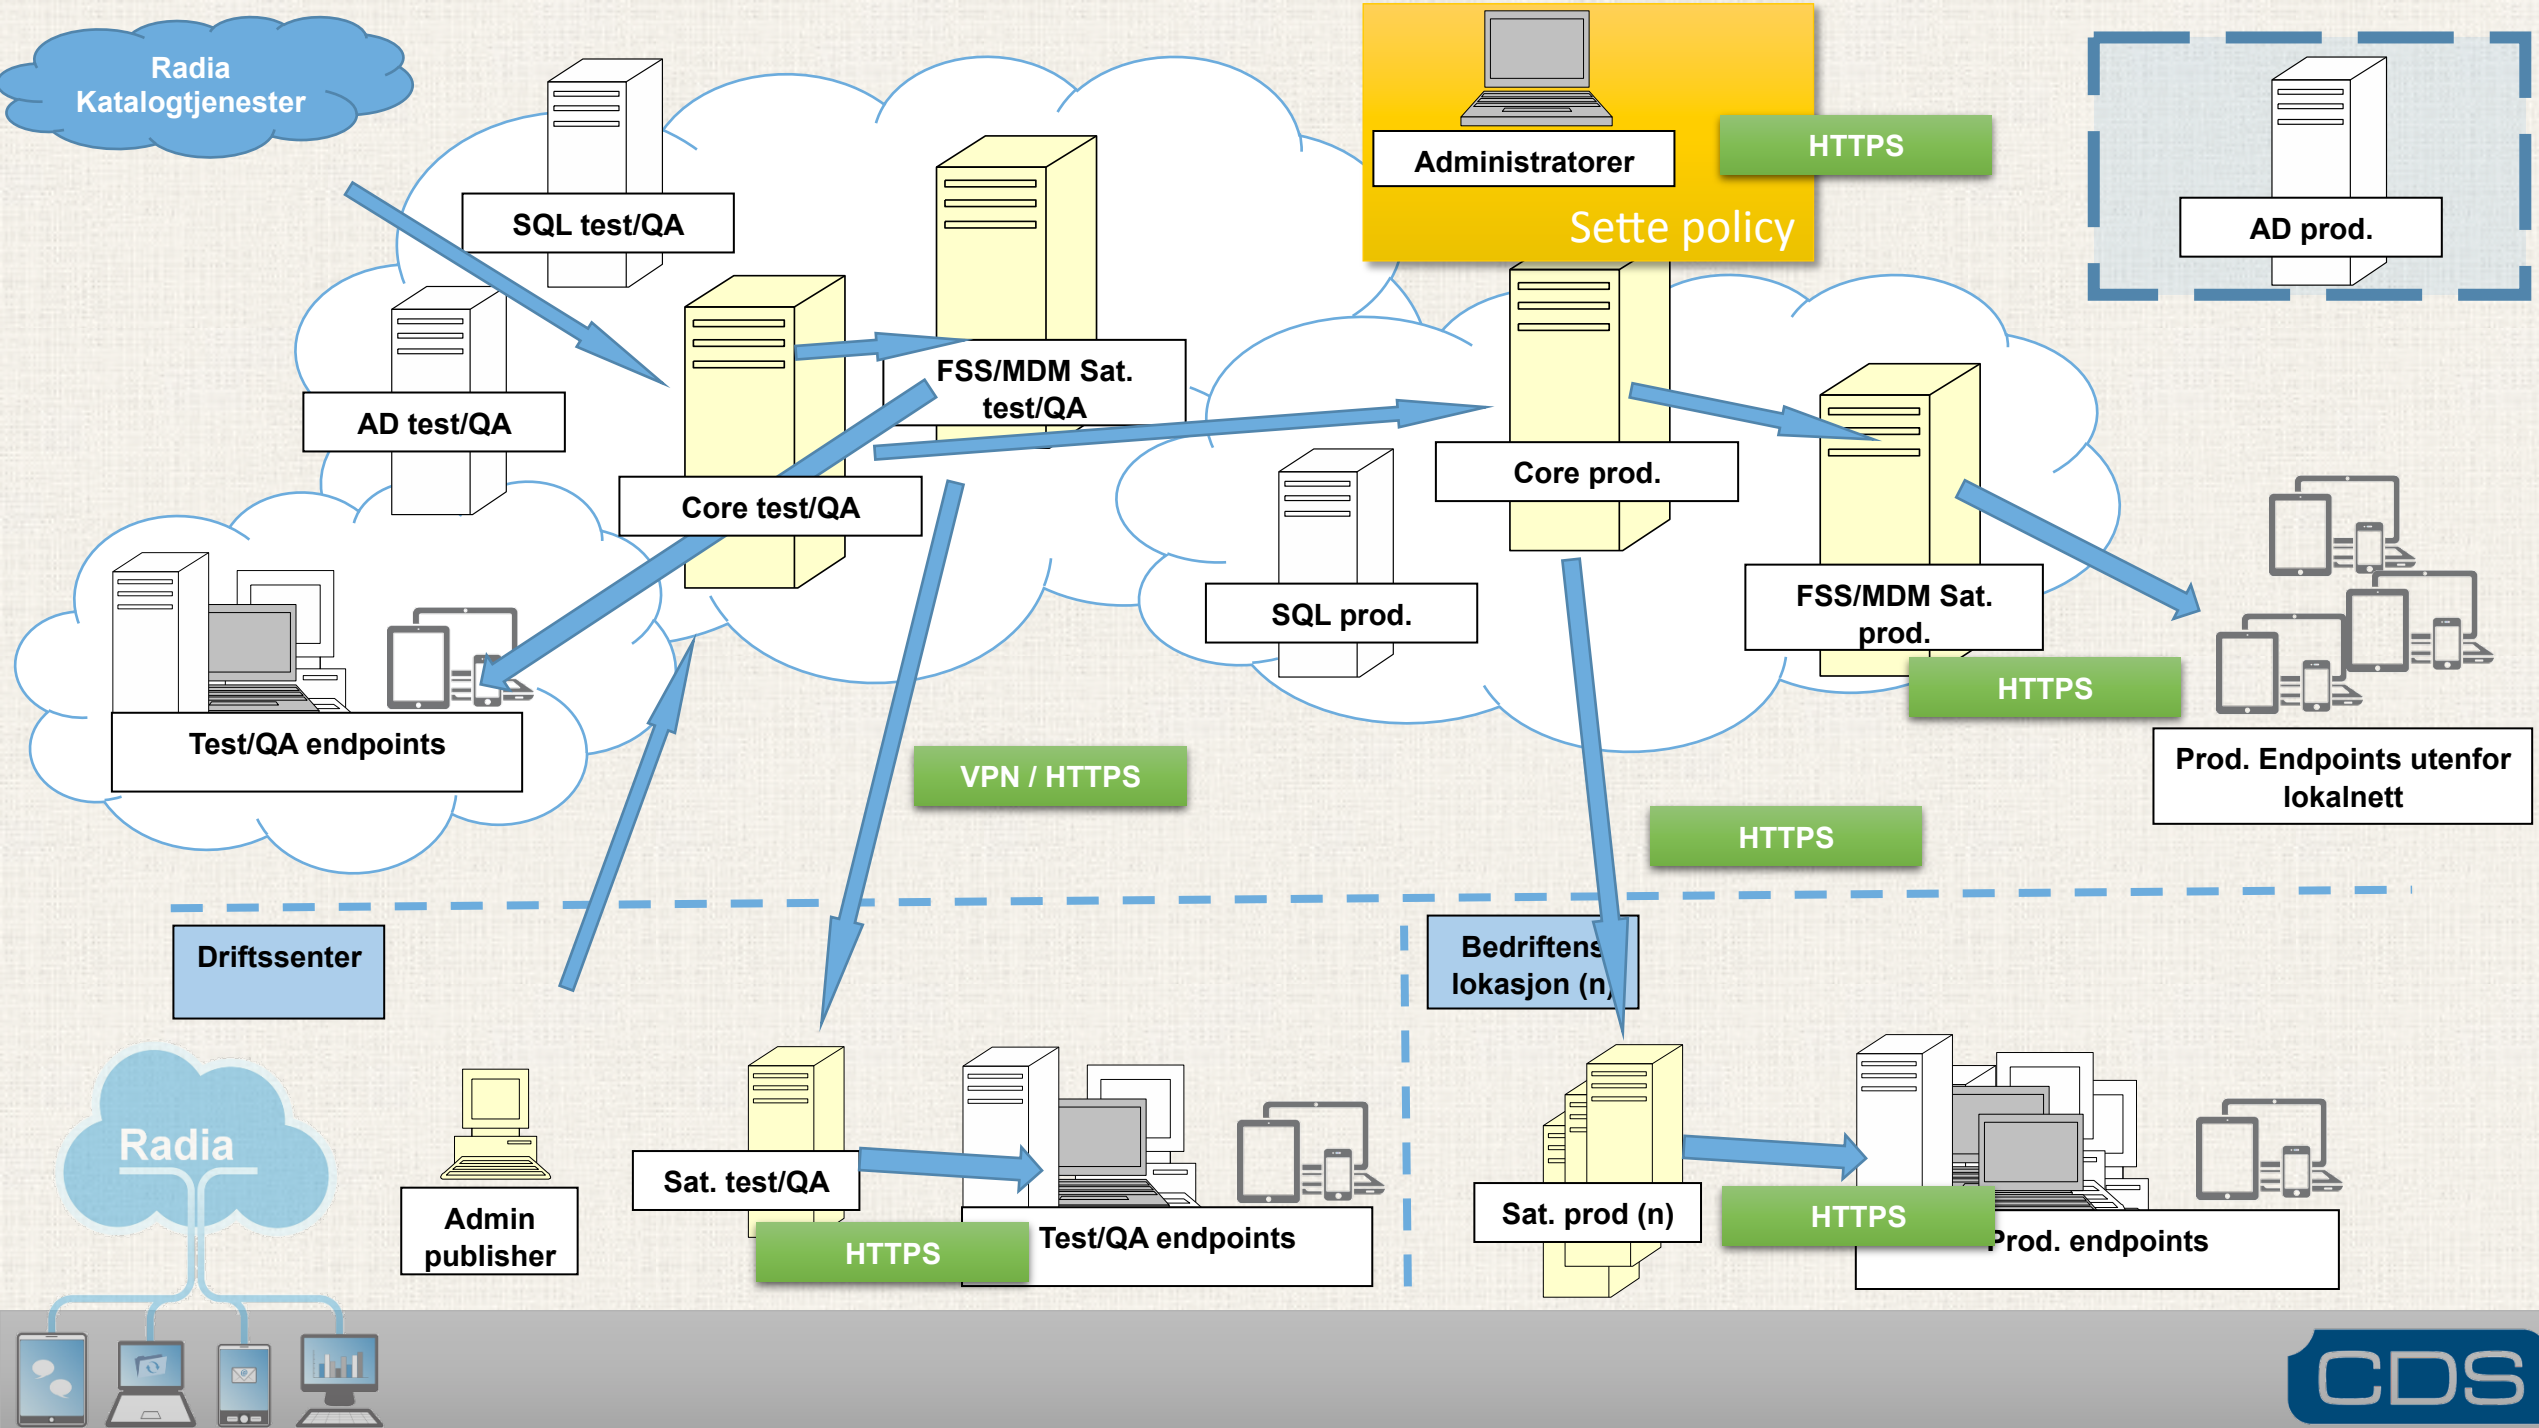 Radia
Katalogtjenester
SQL test/QA
Administratorer
HTTPS
Sette policy
AD prod.
FSS/MDM Sat.
test/QA
AD test/QA
Core test/QA
Core prod.
SQL prod.
FSS/MDM Sat.
prod.
HTTPS
Test/QA endpoints
VPN / HTTPS
Prod. Endpoints utenfor
lokalnett
HTTPS
Driftssenter
Bedriftens
lokasjon (n)
Radia
Admin
publisher
Sat. test/QA
HTTPS
Test/QA endpoints
Sat. prod (n)
HTTPS
Prod. endpoints
CDS